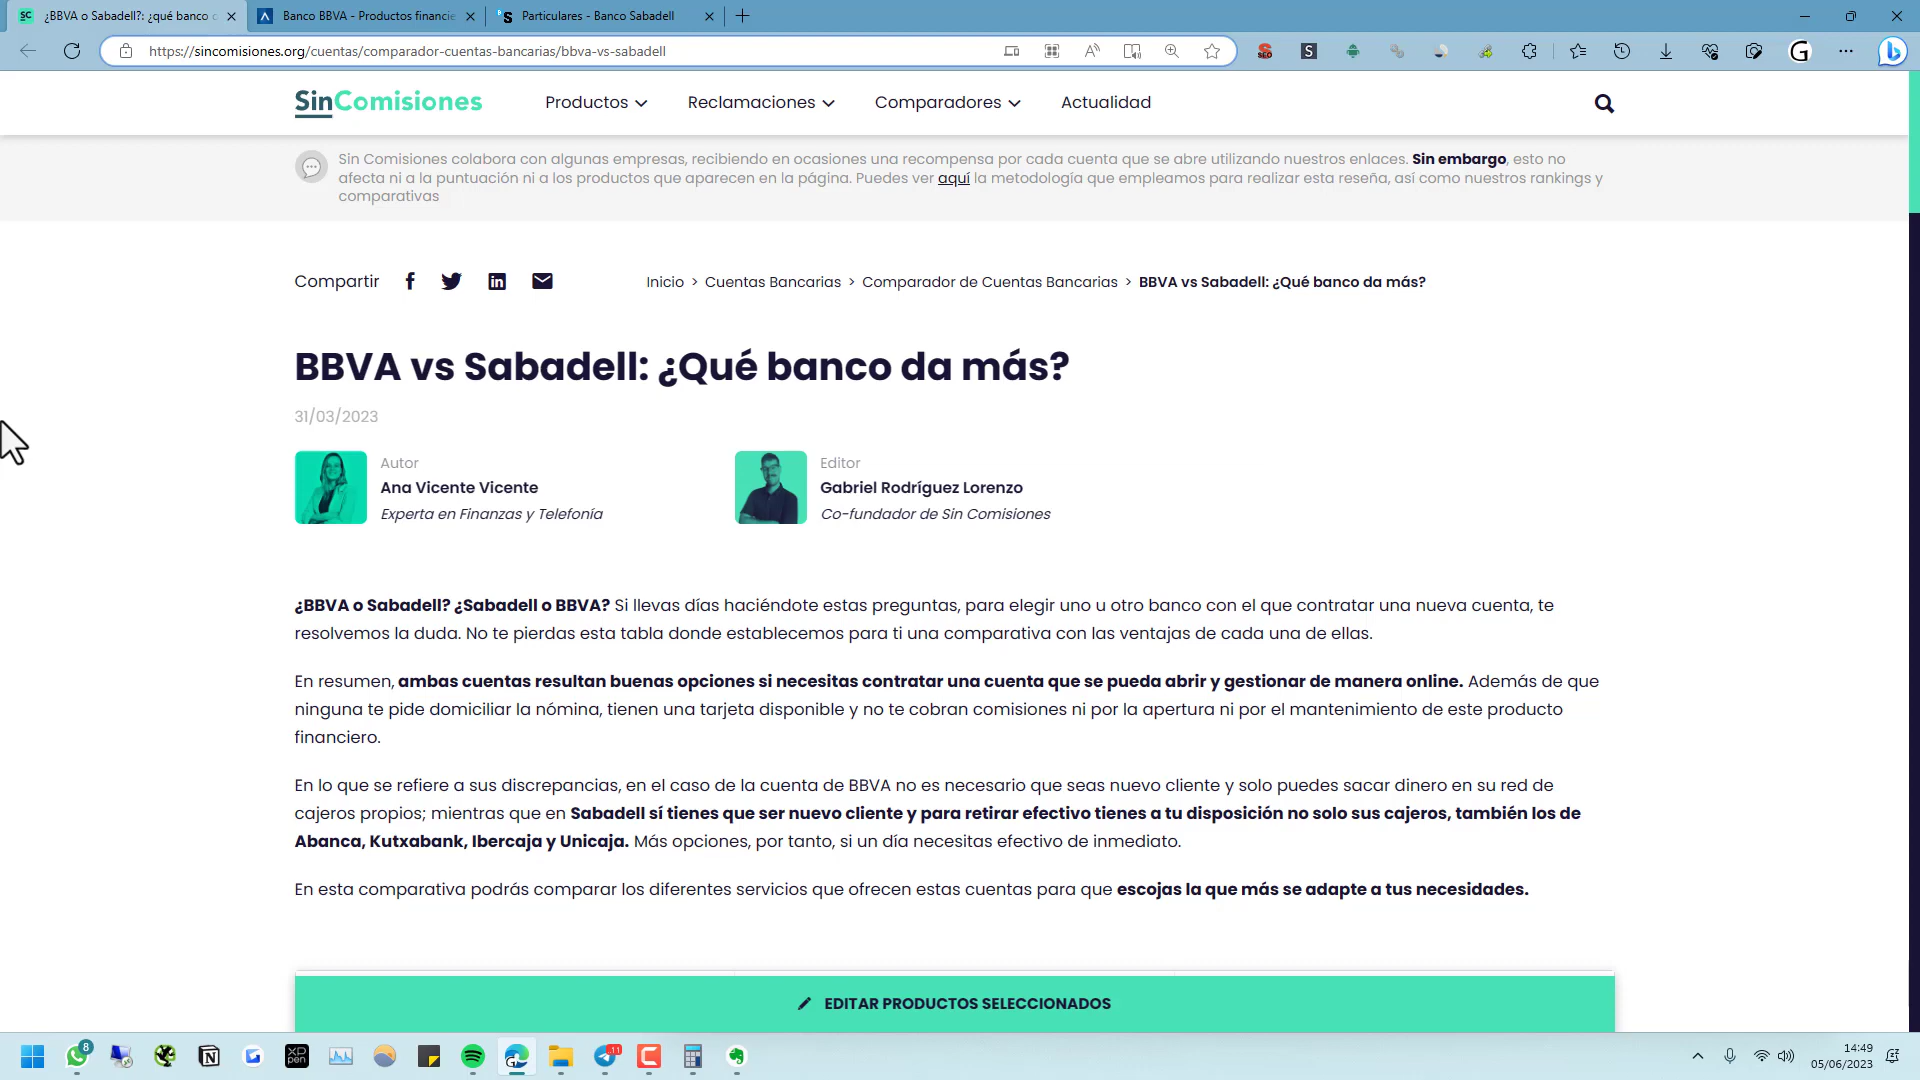 ¿BBVA o Sabadell?: ¿qué banco
Banco BBVA - Productos financie
Particulares - Banco Sabadell
https://sincomisiones.org/cuentas/comparador-cuentas-bancarias/bbva-vs-sabadell
SinComisiones
Productos
Reclamaciones
Comparadores
Actualidad
Sin Comisiones colabora con algunas empresas, recibiendo en ocasiones una recompensa por cada cuenta que se abre utilizando nuestros enlaces. Sin embargo, esto no
afecta ni a la puntuación ni a los productos que aparecen en la página. Puedes ver aquí la metodología que empleamos para realizar esta reseña, así como nuestros rankings y
comparativas
Compartir
Inicio > Cuentas Bancarias > Comparador de Cuentas Bancarias > BBVA vs Sabadell: ¿Qué banco da más?
BBVA vs Sabadell: ¿Qué banco da más?
31/03/2023
Autor
Ana Vicente Vicente
Experta en Finanzas y Telefonía
Editor
Gabriel Rodríguez Lorenzo
Co-fundador de Sin Comisiones
¿BBVA o Sabadell? ¿Sabadell o BBVA? Si llevas días haciéndote estas preguntas, para elegir uno u otro banco con el que contratar una nueva cuenta, te
resolvemos la duda. No te pierdas esta tabla donde establecemos para ti una comparativa con las ventajas de cada una de ellas.
En resumen, ambas cuentas resultan buenas opciones si necesitas contratar una cuenta que se pueda abrir y gestionar de manera online. Además de que
ninguna te pide domiciliar la nómina, tienen una tarjeta disponible y no te cobran comisiones ni por la apertura ni por el mantenimiento de este producto
financiero.
En lo que se refiere a sus discrepancias, en el caso de la cuenta de BBVA no es necesario que seas nuevo cliente y solo puedes sacar dinero en su red de
cajeros propios; mientras que en Sabadell sí tienes que ser nuevo cliente y para retirar efectivo tienes a tu disposición no solo sus cajeros, también los de
Abanca, Kutxabank, Ibercaja y Unicaja. Más opciones, por tanto, si un día necesitas efectivo de inmediato.
En esta comparativa podrás comparar los diferentes servicios que ofrecen estas cuentas para que escojas la que más se adapte a tus necesidades.
EDITAR PRODUCTOS SELECCIONADOS
14:49
05/06/2023